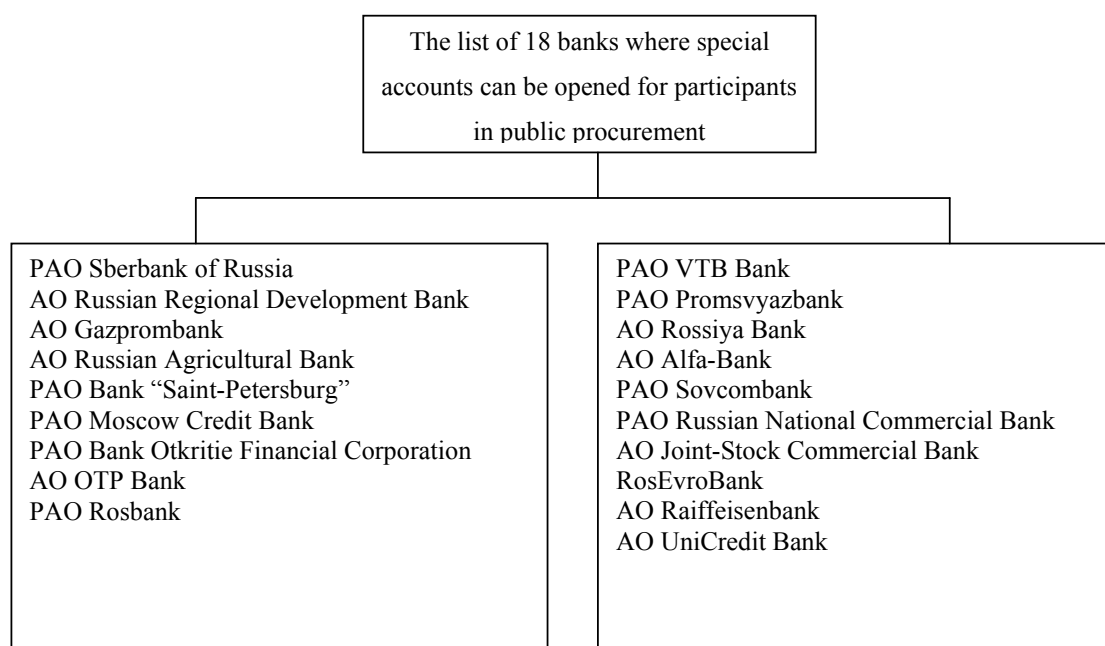 The list of 18 banks where special
accounts can be opened for participants
in public procurement
PAO Sberbank of Russia
AO Russian Regional Development Bank
AO Gazprombank
AO Russian Agricultural Bank
PAO Bank “Saint-Petersburg”
PAO Moscow Credit Bank
PAO Bank Otkritie Financial Corporation
AO OTP Bank
PAO Rosbank
PAO VTB Bank
PAO Promsvyazbank
AO Rossiya Bank
AO Alfa-Bank
PAO Sovcombank
PAO Russian National Commercial Bank
AO Joint-Stock Commercial Bank
RosEvroBank
AO Raiffeisenbank
AO UniCredit Bank